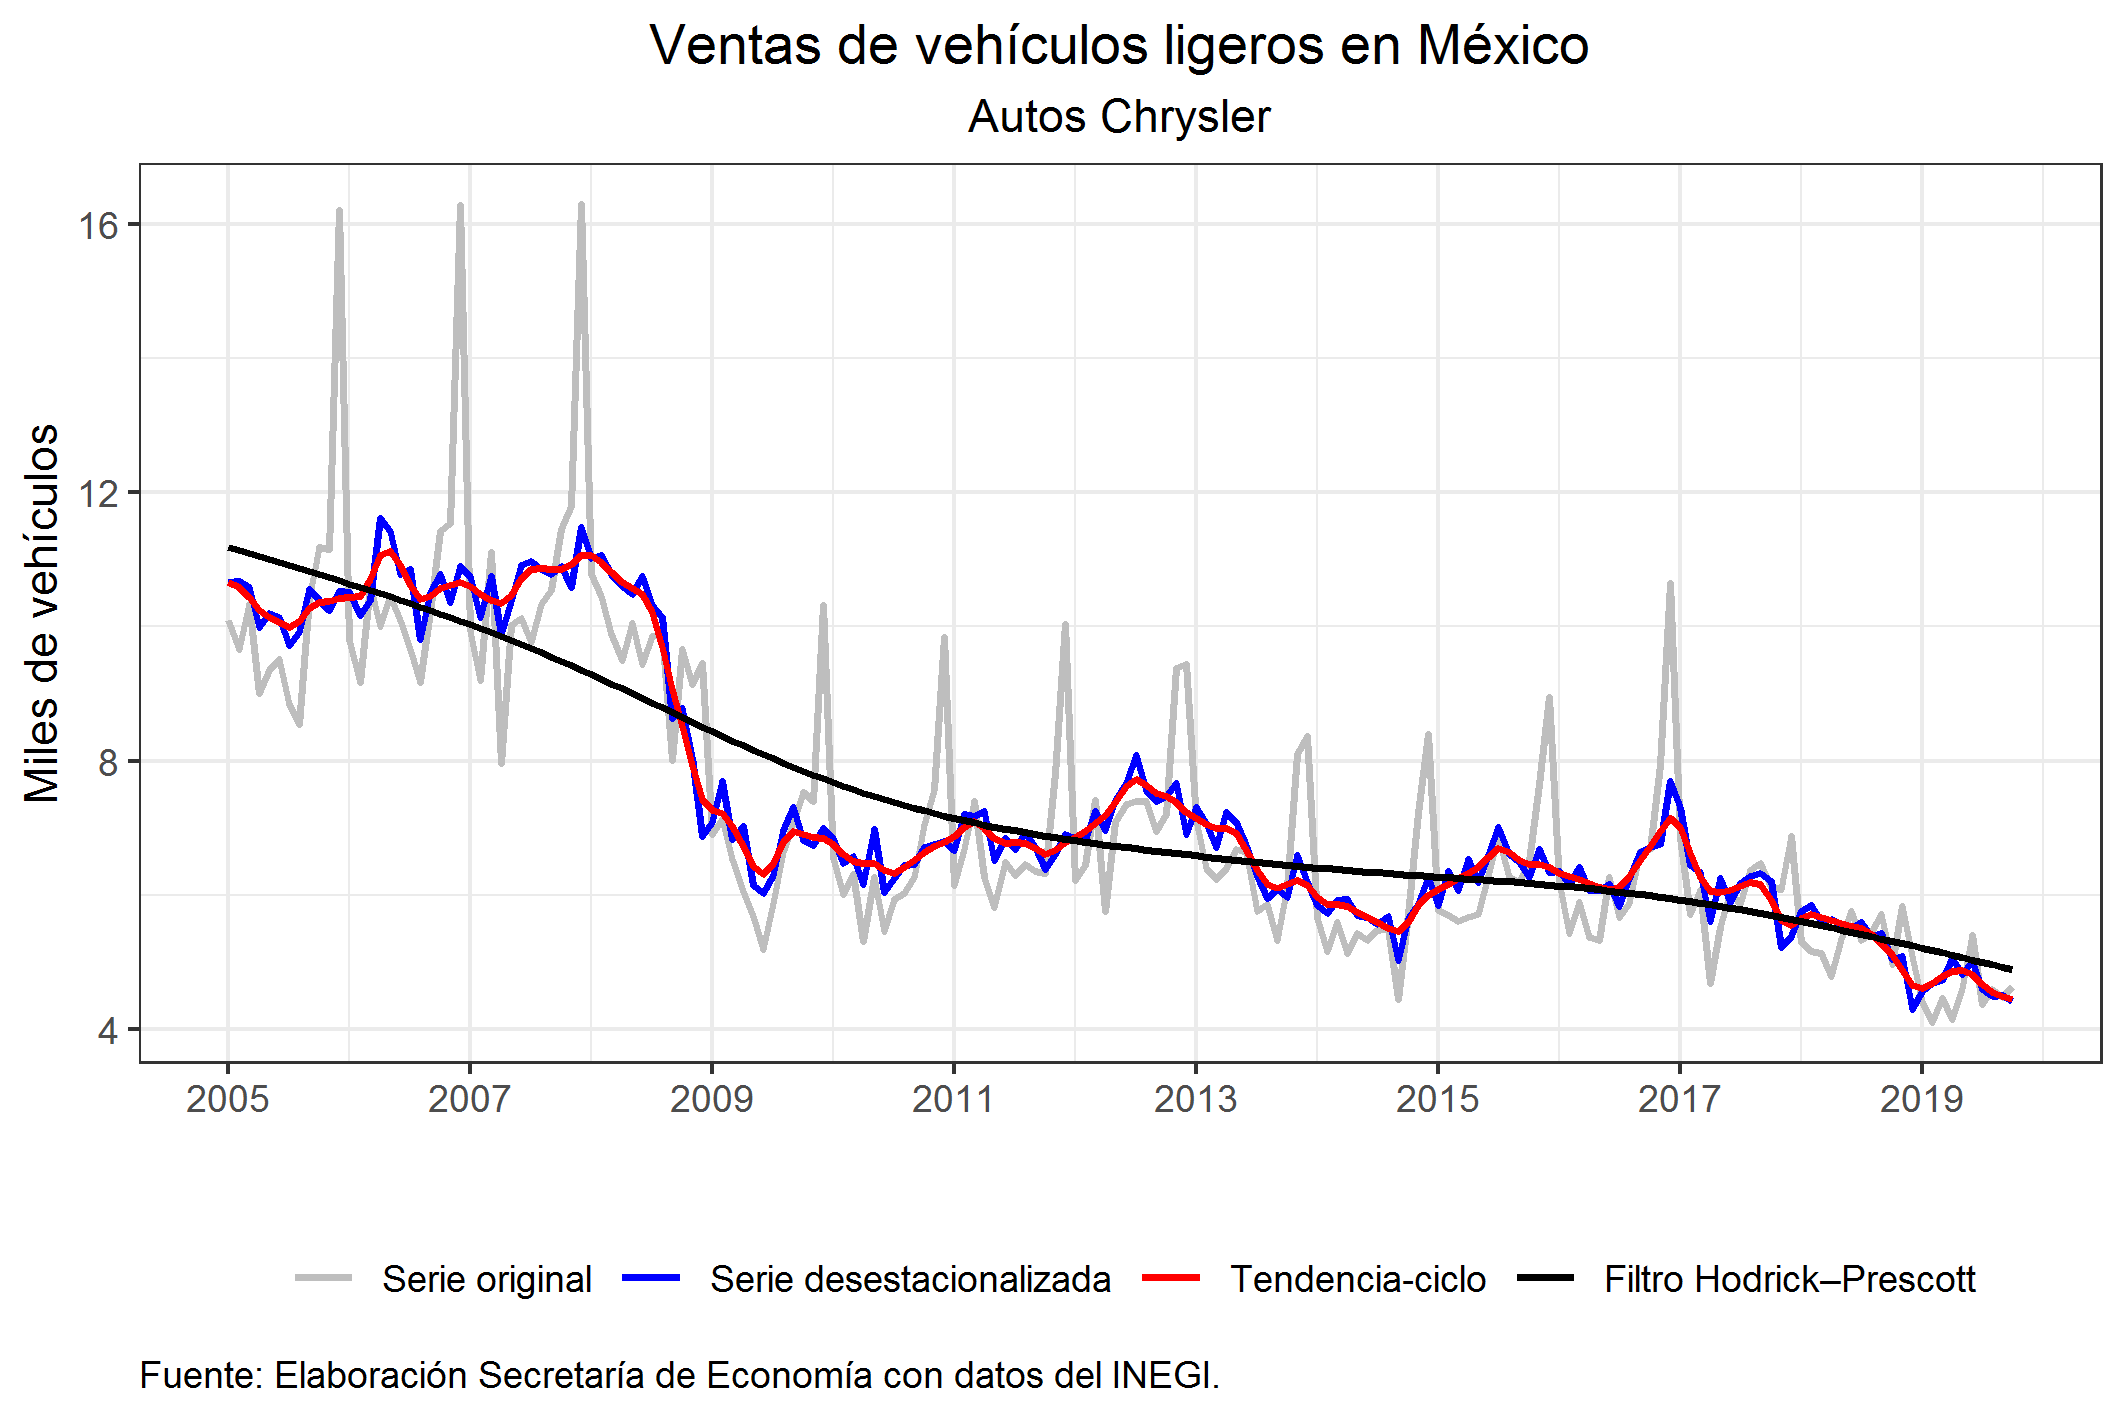 Ventas de vehículos ligeros en México
Autos Chrysler
Miles de vehículos
16
12
8
4
2005 2007 2009 2011 2013 2015 2017 2019
Serie original Serie desestacionalizada Tendencia-ciclo Filtro Hodrick–Prescott
Fuente: Elaboración Secretaría de Economía con datos del INEGI.